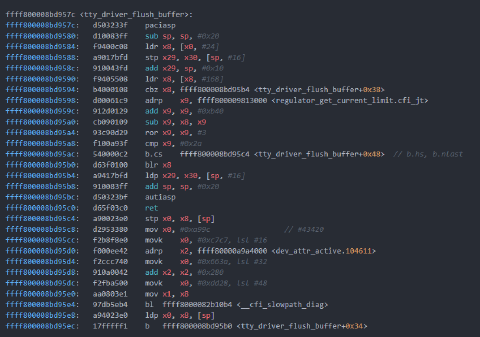 ffff800008bd957c <tty_driver_flush_buffer>:
ffff800008bd957c: d503233f paciasp
ffff800008bd9580: d10083ff sub sp, sp, #0x20
ffff800008bd9584: f9400c08 ldr x8, [x0, #24]
ffff800008bd9588: a9017bfd stp x29, x30, [sp, #16]
ffff800008bd958c: 910043fd add x29, sp, #0x10
ffff800008bd9590: f9405508 ldr x8, [x8, #168]
ffff800008bd9594: b4000108 cbz x8, ffff800008bd95b4 <tty_driver_flush_buffer+0x38>
ffff800008bd9598: d00061c9 adrp x9, ffff800009813000 <regulator_get_current_limit.cfi_jt>
ffff800008bd959c: 912d0129 add x9, x9, #0xb40
ffff800008bd95a0: cb090109 sub x9, x8, x9
ffff800008bd95a4: 93c90d29 ror x9, x9, #3
ffff800008bd95a8: f100a93f cmp x9, #0x2a
ffff800008bd95ac: 540000c2 b.cs ffff800008bd95c4 <tty_driver_flush_buffer+0x48> // b.hs, b.nlast
ffff800008bd95b0: d63f0100 blr x8
ffff800008bd95b4: a9417bfd ldp x29, x30, [sp, #16]
ffff800008bd95b8: 910083ff add sp, sp, #0x20
ffff800008bd95bc: d50323bf autiasp
ffff800008bd95c0: d65f03c0 ret
ffff800008bd95c4: a90023e0 stp x0, x8, [sp]
ffff800008bd95c8: d2953380 mov x0, #0xa99c // #43420
ffff800008bd95cc: f2b8f8e0 movk x0, #0xc7c7, lsl #16
ffff800008bd95d0: f000ee42 adrp x2, ffff80000a9a4000 <dev_attr_active.104611>
ffff800008bd95d4: f2ccc740 movk x0, #0x663a, lsl #32
ffff800008bd95d8: 910a0042 add x2, x2, #0x280
ffff800008bd95dc: f2fba500 movk x0, #0xdd28, lsl #48
ffff800008bd95e0: aa0803e1 mov x1, x8
ffff800008bd95e4: 97db5eb4 bl ffff8000082b10b4 <__cfi_slowpath_diag>
ffff800008bd95e8: a94023e0 ldp x0, x8, [sp]
ffff800008bd95ec: 17fffff1 b ffff800008bd95b0 <tty_driver_flush_buffer+0x34>